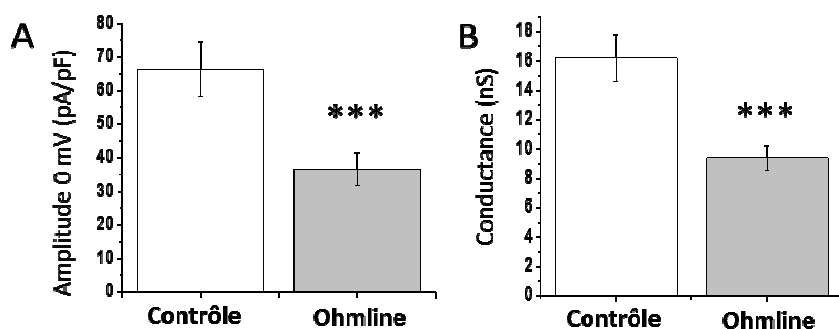 A
Amplitude 0 mV (pA/pF)
80
70
60
50
40
30
20
10
0
***
Contrôle
Ohmline
B
Conductance (nS)
18
16
14
12
10
8
6
4
2
0
***
Contrôle
Ohmline